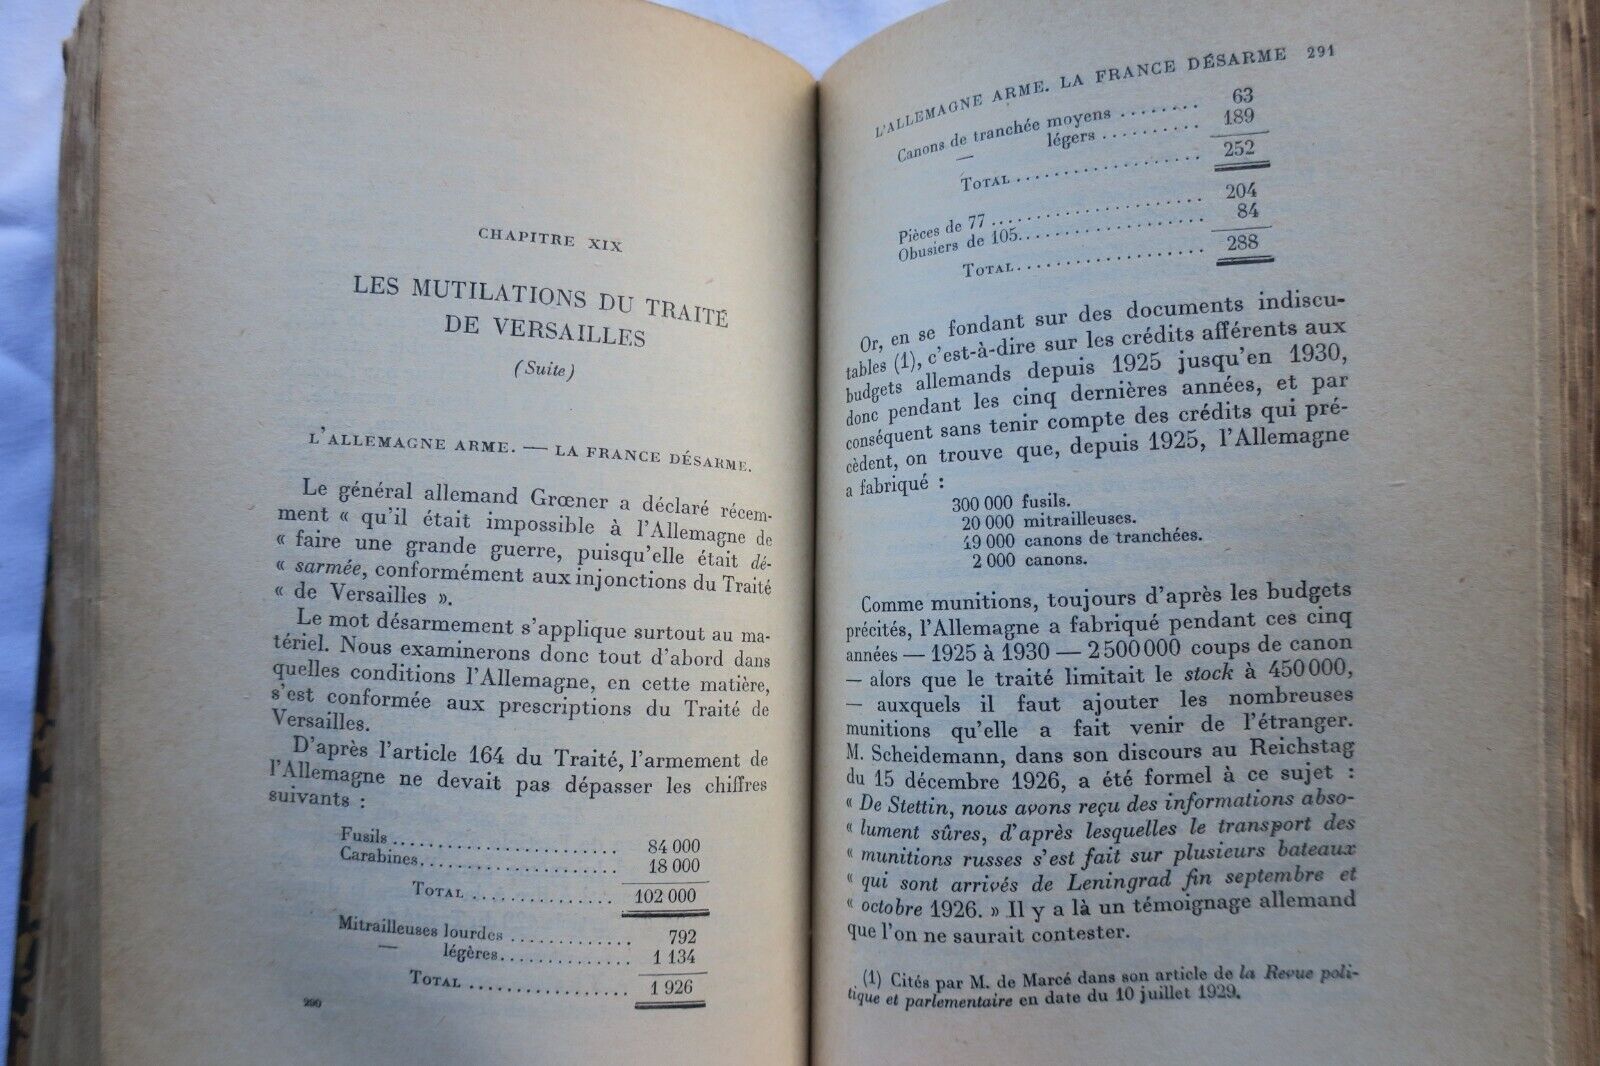 CHAPITRE XIX
LES MUTILATIONS DU TRAITÉ
DE VERSAILLES
(Suite)
L'ALLEMAGNE ARME. — LA FRANCE DÉSARME.
Le général allemand Grœner a déclaré récem-
ment « qu'il était impossible à l'Allemagne de
« faire une grande guerre, puisqu'elle était dé-
« sarmée, conformément aux injonctions du Traité
« de Versailles ».
Le mot désarmement s'applique surtout au ma-
tériel. Nous examinerons donc tout d'abord dans
quelles conditions l'Allemagne, en cette matière,
s'est conformée aux prescriptions du Traité de
Versailles.
D'après l'article 164 du Traité, l'armement de
l'Allemagne ne devait pas dépasser les chiffres
suivants :
Fusils ........................ 84 000
Carabines..................... 18 000
TOTAL ............... 102 000
Mitrailleuses lourdes ............. 792
— légères.............. 1 134
TOTAL ................. 1 926
290
L'ALLEMAGNE ARME. LA FRANCE DÉSARME 291
Canons de tranchée moyens ........ 63
— légers .......... 189
TOTAL .................. 252
Pièces de 77 ..................... 204
Obusiers de 105................... 84
TOTAL................... 288
Or, en se fondant sur des documents indiscu-
tables (1), c'est-à-dire sur les crédits afférents aux
budgets allemands depuis 1925 jusqu'en 1930,
donc pendant les cinq dernières années, et par
conséquent sans tenir compte des crédits qui pré-
cèdent, on trouve que, depuis 1925, l'Allemagne
a fabriqué :
300 000 fusils.
20 000 mitrailleuses.
49 000 canons de tranchées.
2 000 canons.
Comme munitions, toujours d'après les budgets
précités, l'Allemagne a fabriqué pendant ces cinq
années — 1925 à 1930 — 2 500 000 coups de canon
— alors que le traité limitait le stock à 450 000,
— auxquels il faut ajouter les nombreuses
munitions qu'elle a fait venir de l'étranger.
M. Scheidemann, dans son discours au Reichstag
du 15 décembre 1926, a été formel à ce sujet :
« De Stettin, nous avons reçu des informations abso-
« lument sûres, d'après lesquelles le transport des
« munitions russes s'est fait sur plusieurs bateaux
« qui sont arrivés de Leningrad fin septembre et
« octobre 1926. » Il y a là un témoignage allemand
que l'on ne saurait contester.
(1) Cités par M. de Marcé dans son article de la Revue poli-
tique et parlementaire en date du 10 juillet 1929.